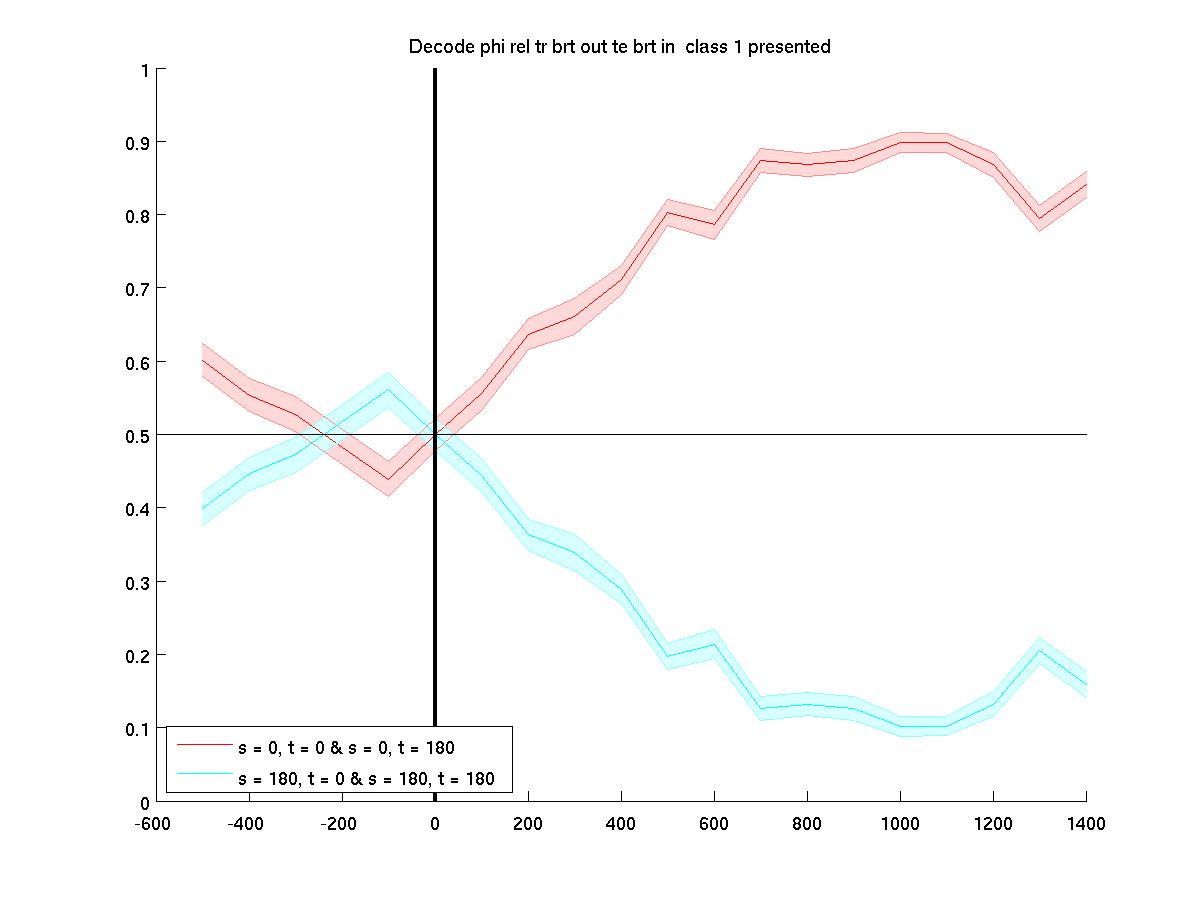 Decode phi rel tr brt out te brt in  class 1 presented
1
0.9
0.8
0.7
0.6
0.5
0.4
0.3
0.2
0.1
0
s = 0, t = 0 & s = 0, t = 180
s = 180, t = 0 & s = 180, t = 180
-600 -400 -200 0 200 400 600 800 1000 1200 1400